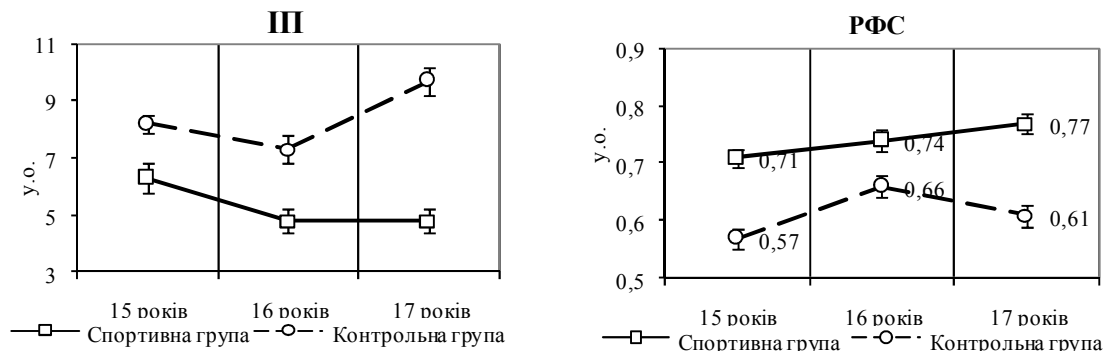 ІП
11
9
7
5
3
у.о.
15 років 16 років 17 років
Спортивна група Контрольна група
РФС
0,9
0,8
0,7
0,6
0,5
у.о.
0,71
0,74
0,77
0,57
0,66
0,61
15 років 16 років 17 років
Спортивна група Контрольна група